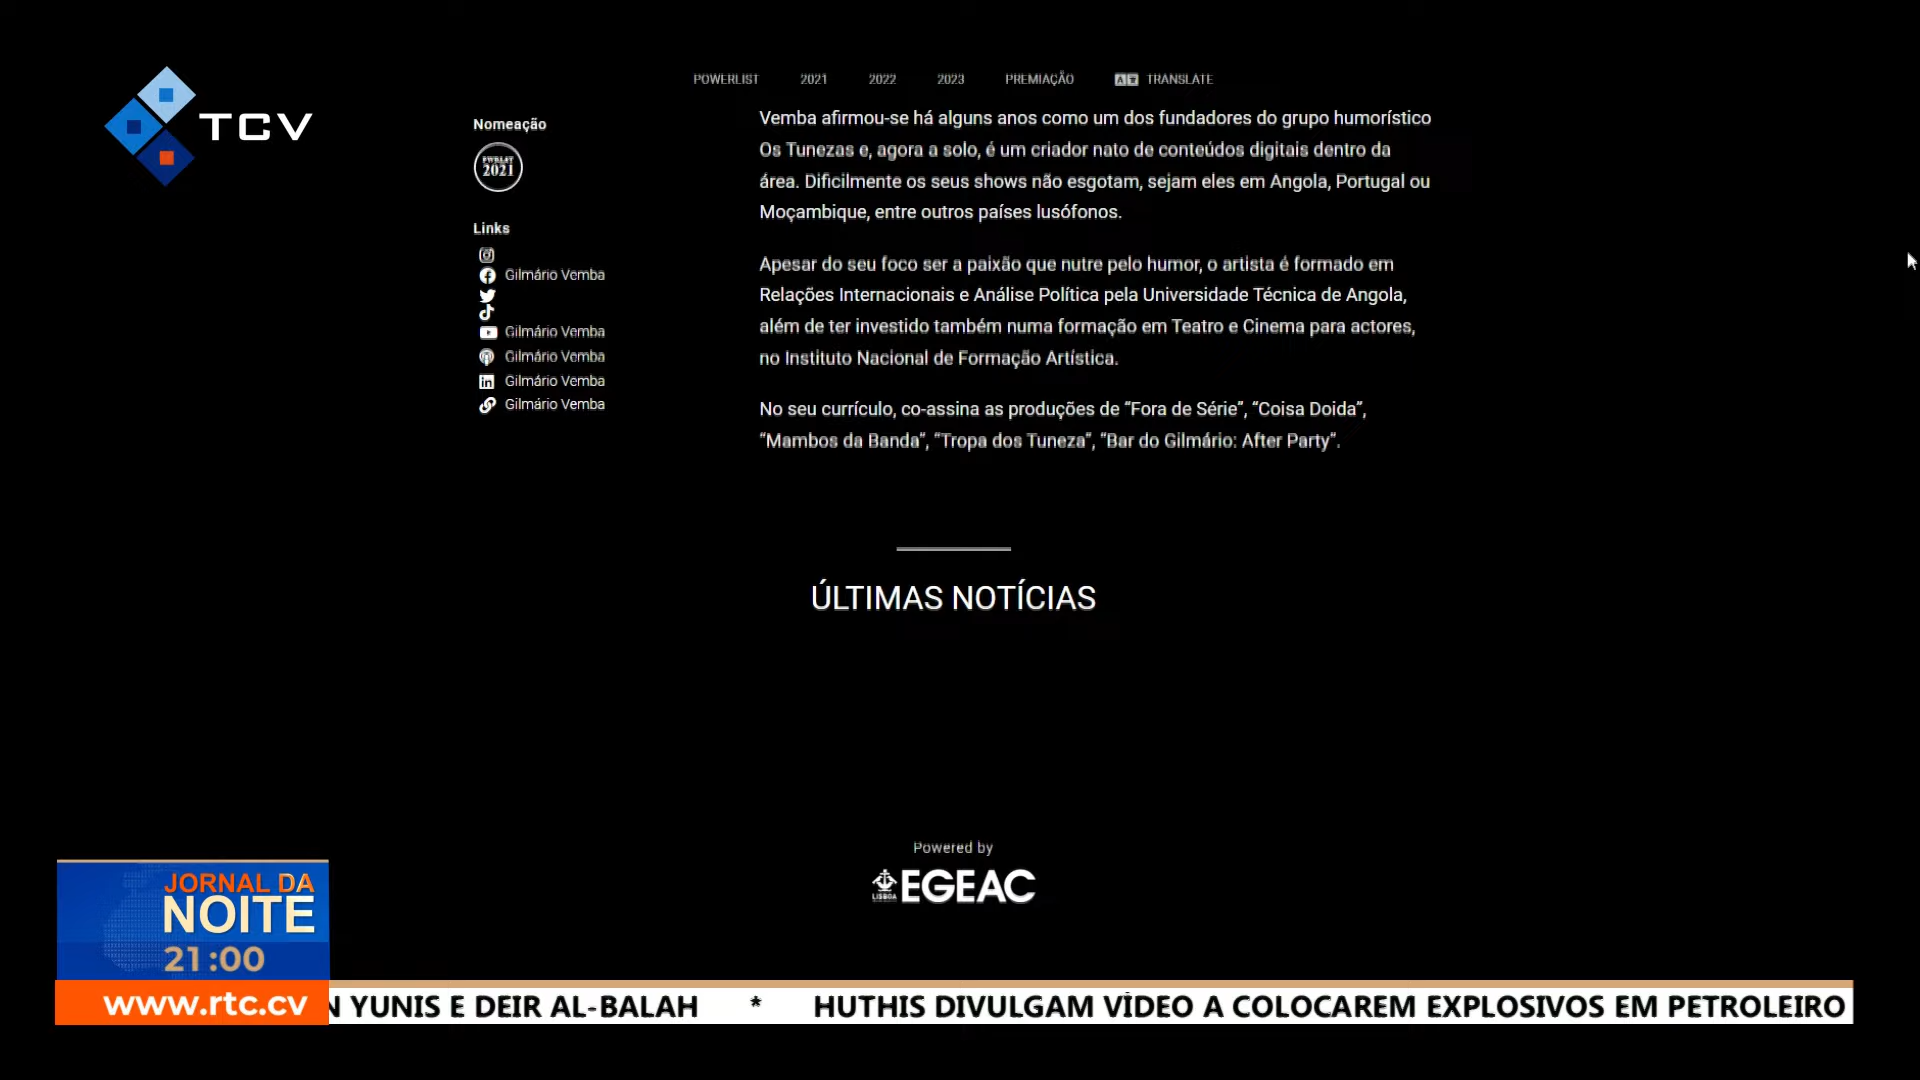 TCV
POWERLIST 2021 2022 2023 PREMIAÇÃO TRANSLATE
Nomeação
PWRLST
2021
Links
Gilmário Vemba
Gilmário Vemba
Gilmário Vemba
Gilmário Vemba
Gilmário Vemba
Vemba afirmou-se há alguns anos como um dos fundadores do grupo humorístico
Os Tunezas e, agora a solo, é um criador nato de conteúdos digitais dentro da
área. Dificilmente os seus shows não esgotam, sejam eles em Angola, Portugal ou
Moçambique, entre outros países lusófonos.
Apesar do seu foco ser a paixão que nutre pelo humor, o artista é formado em
Relações Internacionais e Análise Política pela Universidade Técnica de Angola,
além de ter investido também numa formação em Teatro e Cinema para actores,
no Instituto Nacional de Formação Artística.
No seu currículo, co-assina as produções de “Fora de Série”, “Coisa Doida”,
“Mambos da Banda”, “Tropa dos Tuneza”, “Bar do Gilmário: After Party”.
ÚLTIMAS NOTÍCIAS
Powered by
LISBOA EGEAC
JORNAL DA
NOITE
21:00
www.rtc.cv N YUNIS E DEIR AL-BALAH * HUTHIS DIVULGAM VÍDEO A COLOCAREM EXPLOSIVOS EM PETROLEIRO